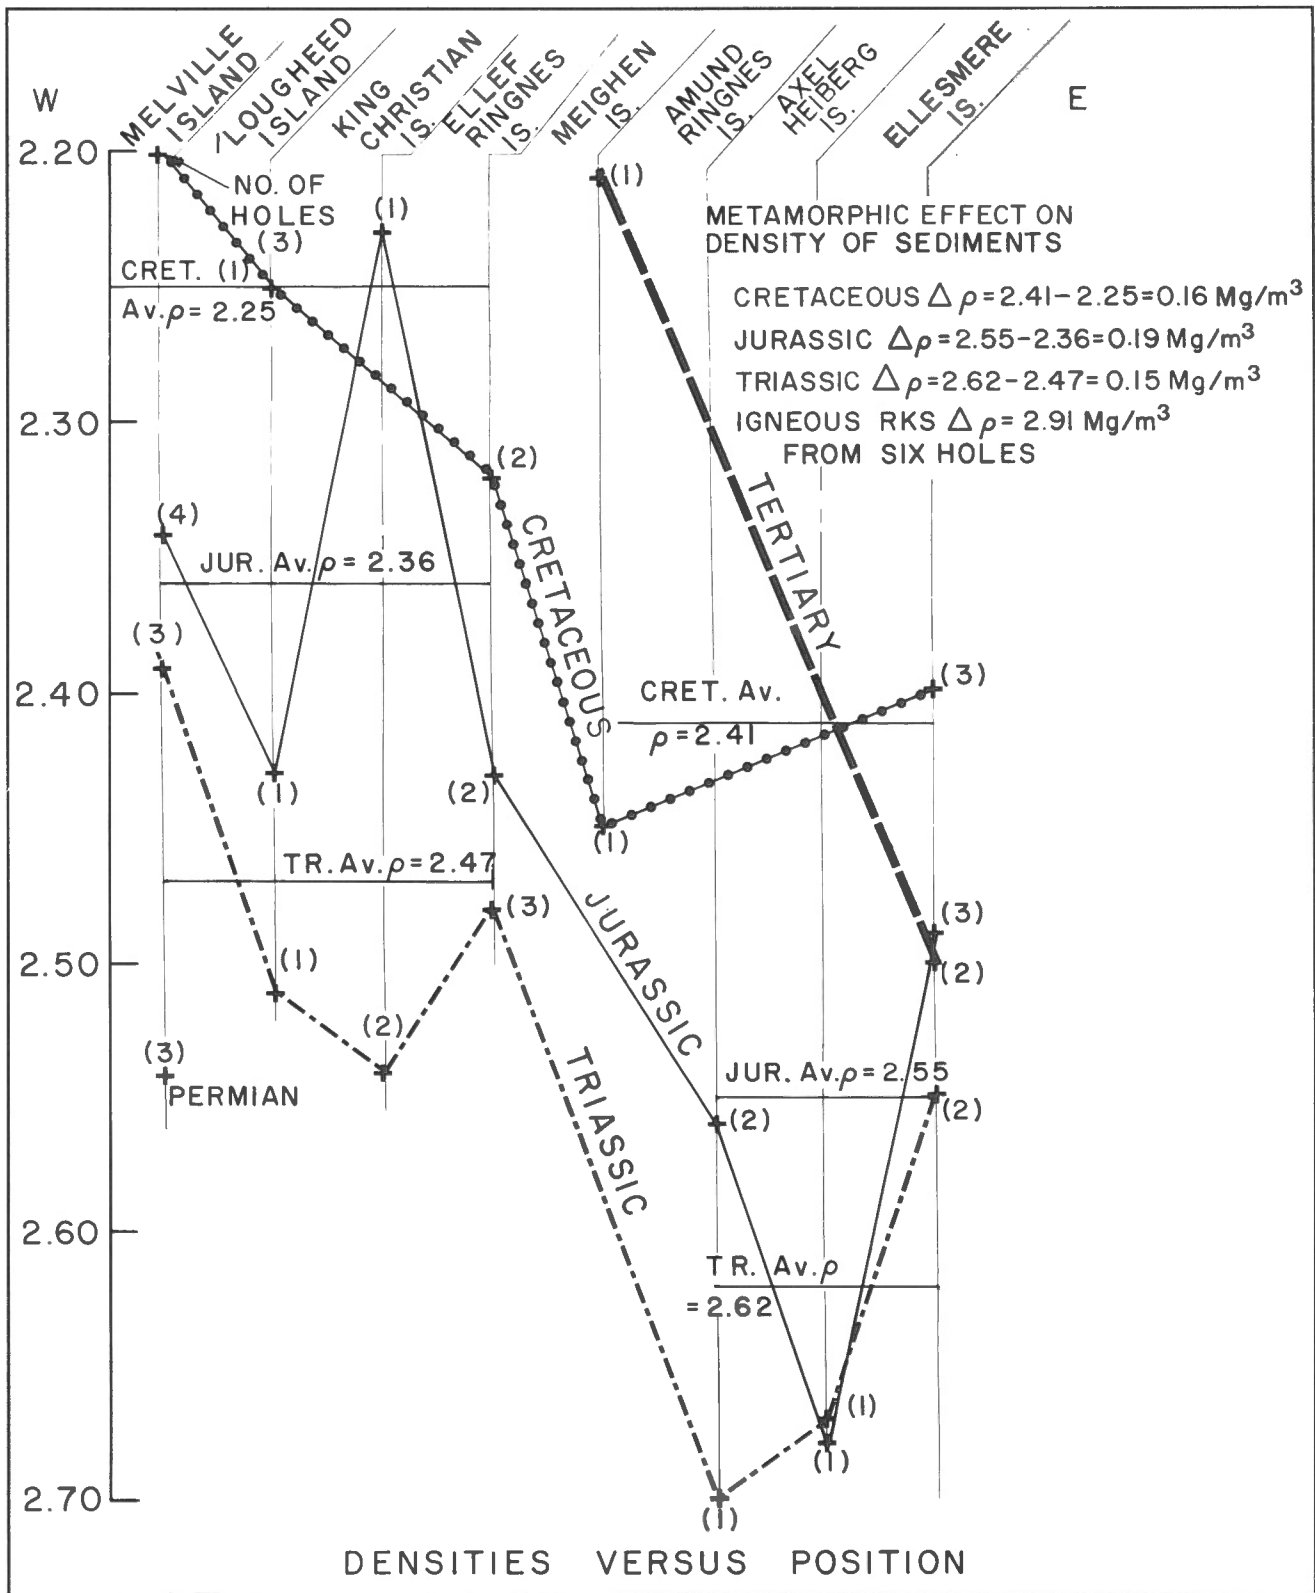 W
E
MELVILLE
ISLAND
LOUGHEED
ISLAND
KING
CHRISTIAN
IS.
ELLEF
RINGNES
IS.
MEIGHEN
IS.
AMUND
RINGNES
IS.
AXEL
HEIBERG
IS.
ELLESMERE
IS.
2.20
2.30
2.40
2.50
2.60
2.70
NO. OF
HOLES
(3)
(1)
(1)
(1)
CRET.
Av. ρ = 2.25
METAMORPHIC EFFECT ON
DENSITY OF SEDIMENTS
CRETACEOUS Δ ρ = 2.41 – 2.25 = 0.16 Mg/m³
JURASSIC Δρ = 2.55 – 2.36 = 0.19 Mg/m³
TRIASSIC Δ ρ = 2.62 – 2.47 = 0.15 Mg/m³
IGNEOUS RKS Δ ρ = 2.91 Mg/m³
FROM SIX HOLES
(2)
(4)
JUR. Av. ρ = 2.36
CRETACEOUS
TERTIARY
(3)
(3)
CRET. Av.
ρ = 2.41
(1)
(2)
(1)
TR. Av. ρ = 2.47
(3)
JURASSIC
(3)
(2)
(1)
(2)
(3)
PERMIAN
TRIASSIC
JUR. Av. ρ = 2.55
(2)
(2)
TR. Av. ρ
= 2.62
(1)
(1)
(1)
DENSITIES VERSUS POSITION